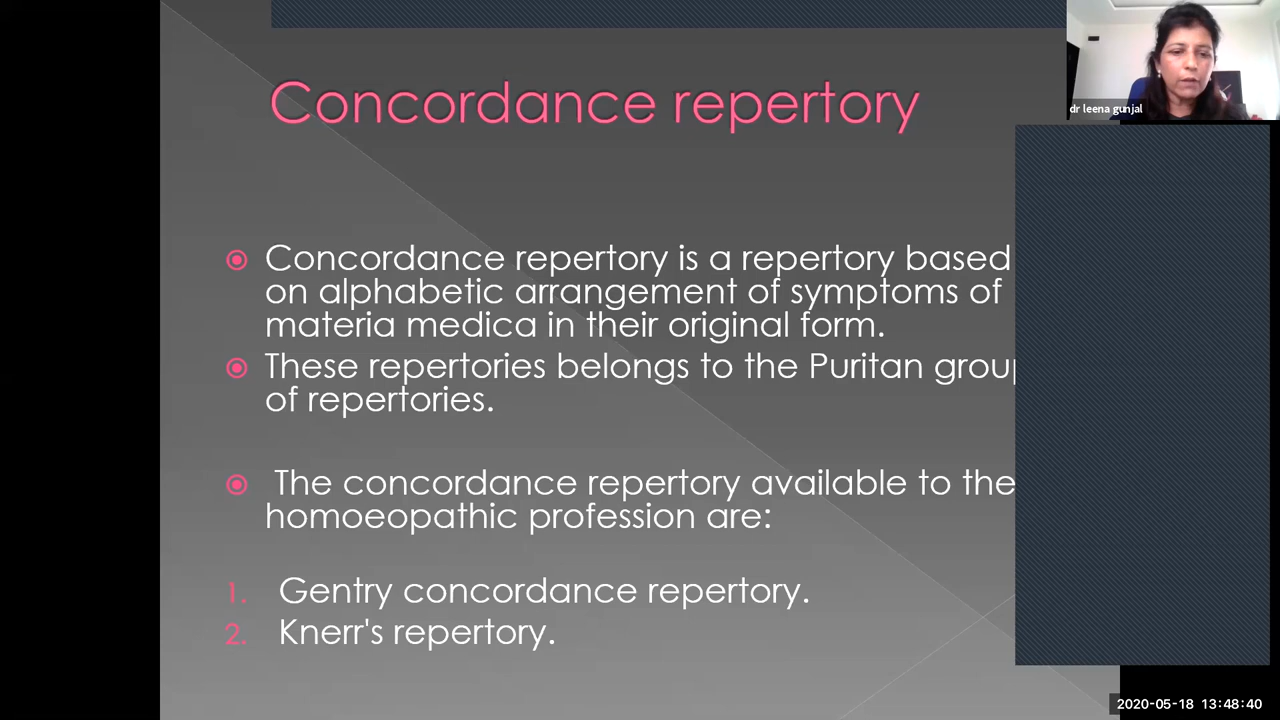 Concordance repertory
dr leena gunjal
Concordance repertory is a repertory based
on alphabetic arrangement of symptoms of
materia medica in their original form.
These repertories belongs to the Puritan group
of repertories.
The concordance repertory available to the
homoeopathic profession are:
1. Gentry concordance repertory.
2. Knerr's repertory.
2020-05-18 13:48:40